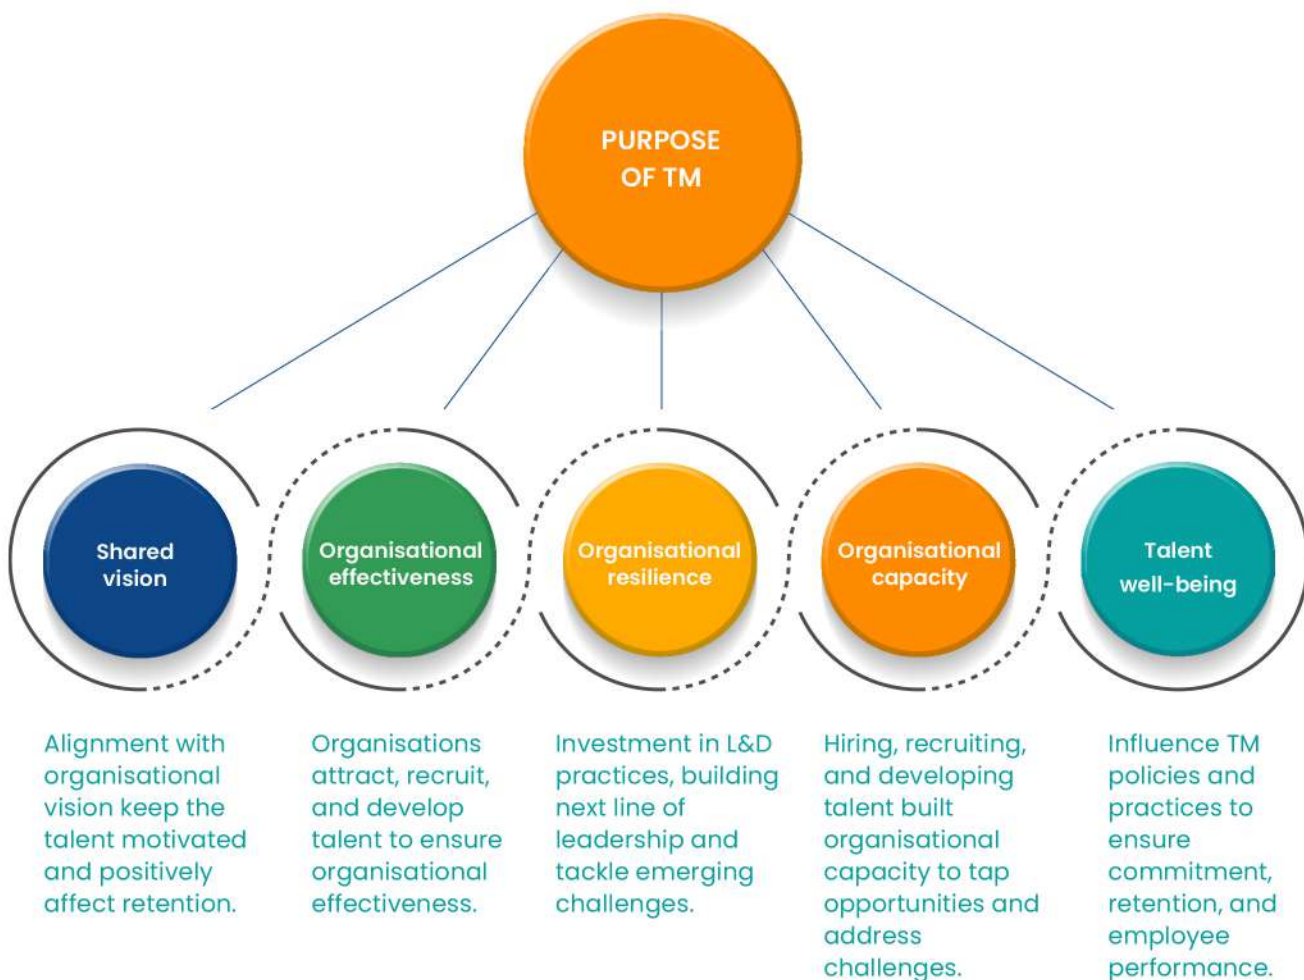 PURPOSE
OF TM
Shared
vision
Organisational
effectiveness
Organisational
resilience
Organisational
capacity
Talent
well-being
Alignment with
organisational
vision keep the
talent motivated
and positively
affect retention.
Organisations
attract, recruit,
and develop
talent to ensure
organisational
effectiveness.
Investment in L&D
practices, building
next line of
leadership and
tackle emerging
challenges.
Hiring, recruiting,
and developing
talent built
organisational
capacity to tap
opportunities and
address
challenges.
Influence TM
policies and
practices to
ensure
commitment,
retention, and
employee
performance.